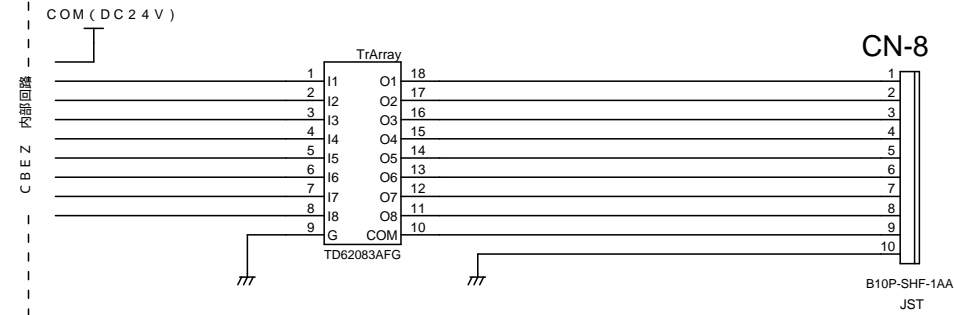 COM(DC24V)
CN-8
TrArray
1 I1 O1 18 1
2 I2 O2 17 2
3 I3 O3 16 3
4 I4 O4 15 4
5 I5 O5 14 5
6 I6 O6 13 6
7 I7 O7 12 7
8 I8 O8 11 8
9 G COM 10 9
10
TD62083AFG
B10P-SHF-1AA
JST
CBEZ 内部回路